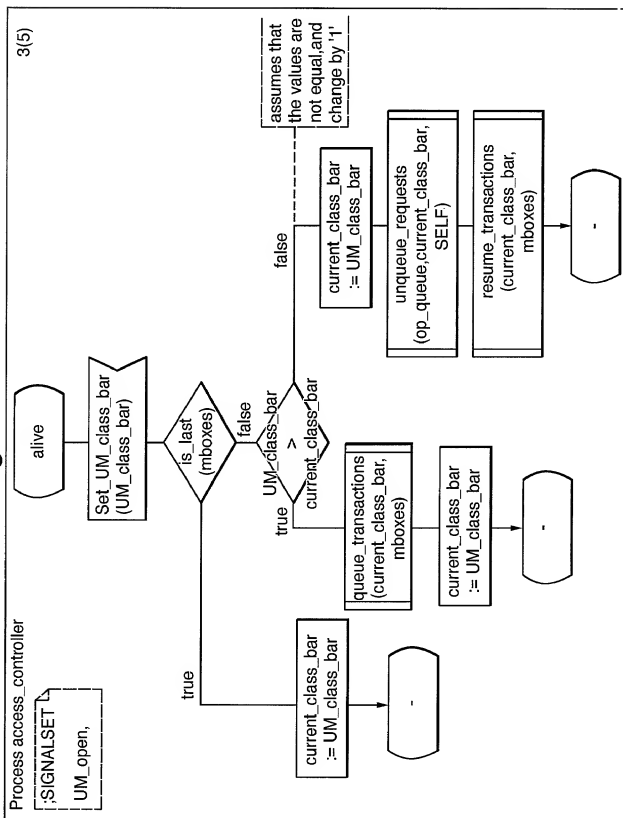 Process access_controller
3(5)
;SIGNALSET
UM_open,
alive
Set_UM_class_bar
(UM_class_bar)
is_last
(mboxes)
true
false
UM_class_bar
>
current_class_bar
true
false
assumes that
the values are
not equal,and
change by '1'
current_class_bar
:= UM_class_bar
-
queue_transactions
(current_class_bar,
mboxes)
current_class_bar
:= UM_class_bar
-
current_class_bar
:= UM_class_bar
unqueue_requests
(op_queue,current_class_bar,
SELF)
resume_transactions
(current_class_bar,
mboxes)
-